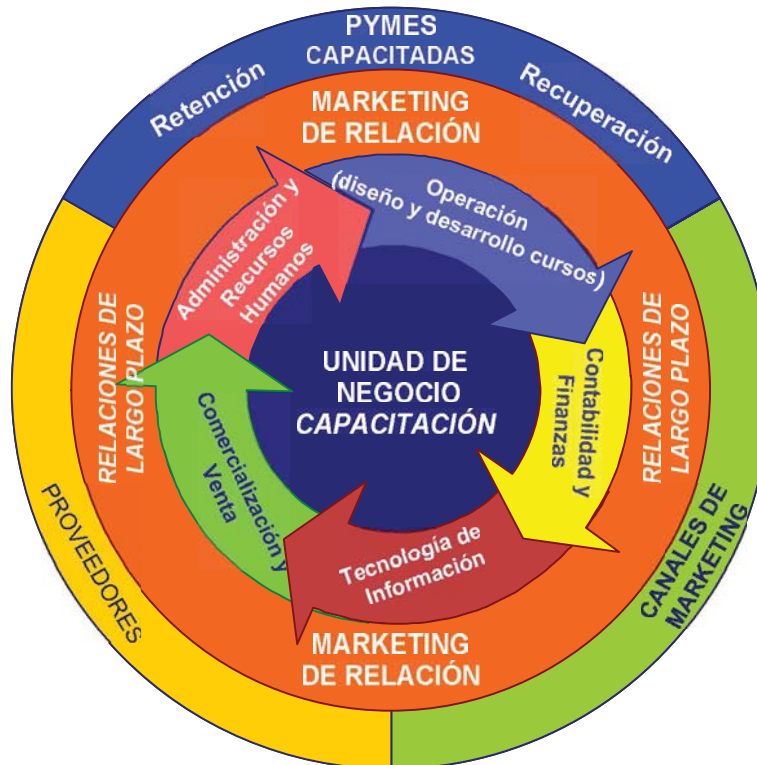 PYMES
CAPACITADAS
Retención
Recuperación
MARKETING
DE RELACIÓN
Operación
(diseño y desarrollo cursos)
Administración y
Recursos
Humanos
RELACIONES DE
LARGO PLAZO
UNIDAD DE
NEGOCIO
CAPACITACIÓN
Contabilidad y
Finanzas
RELACIONES DE
LARGO PLAZO
Comercialización y
Venta
Tecnología de
Información
PROVEEDORES
CANALES DE
MARKETING
MARKETING
DE RELACIÓN